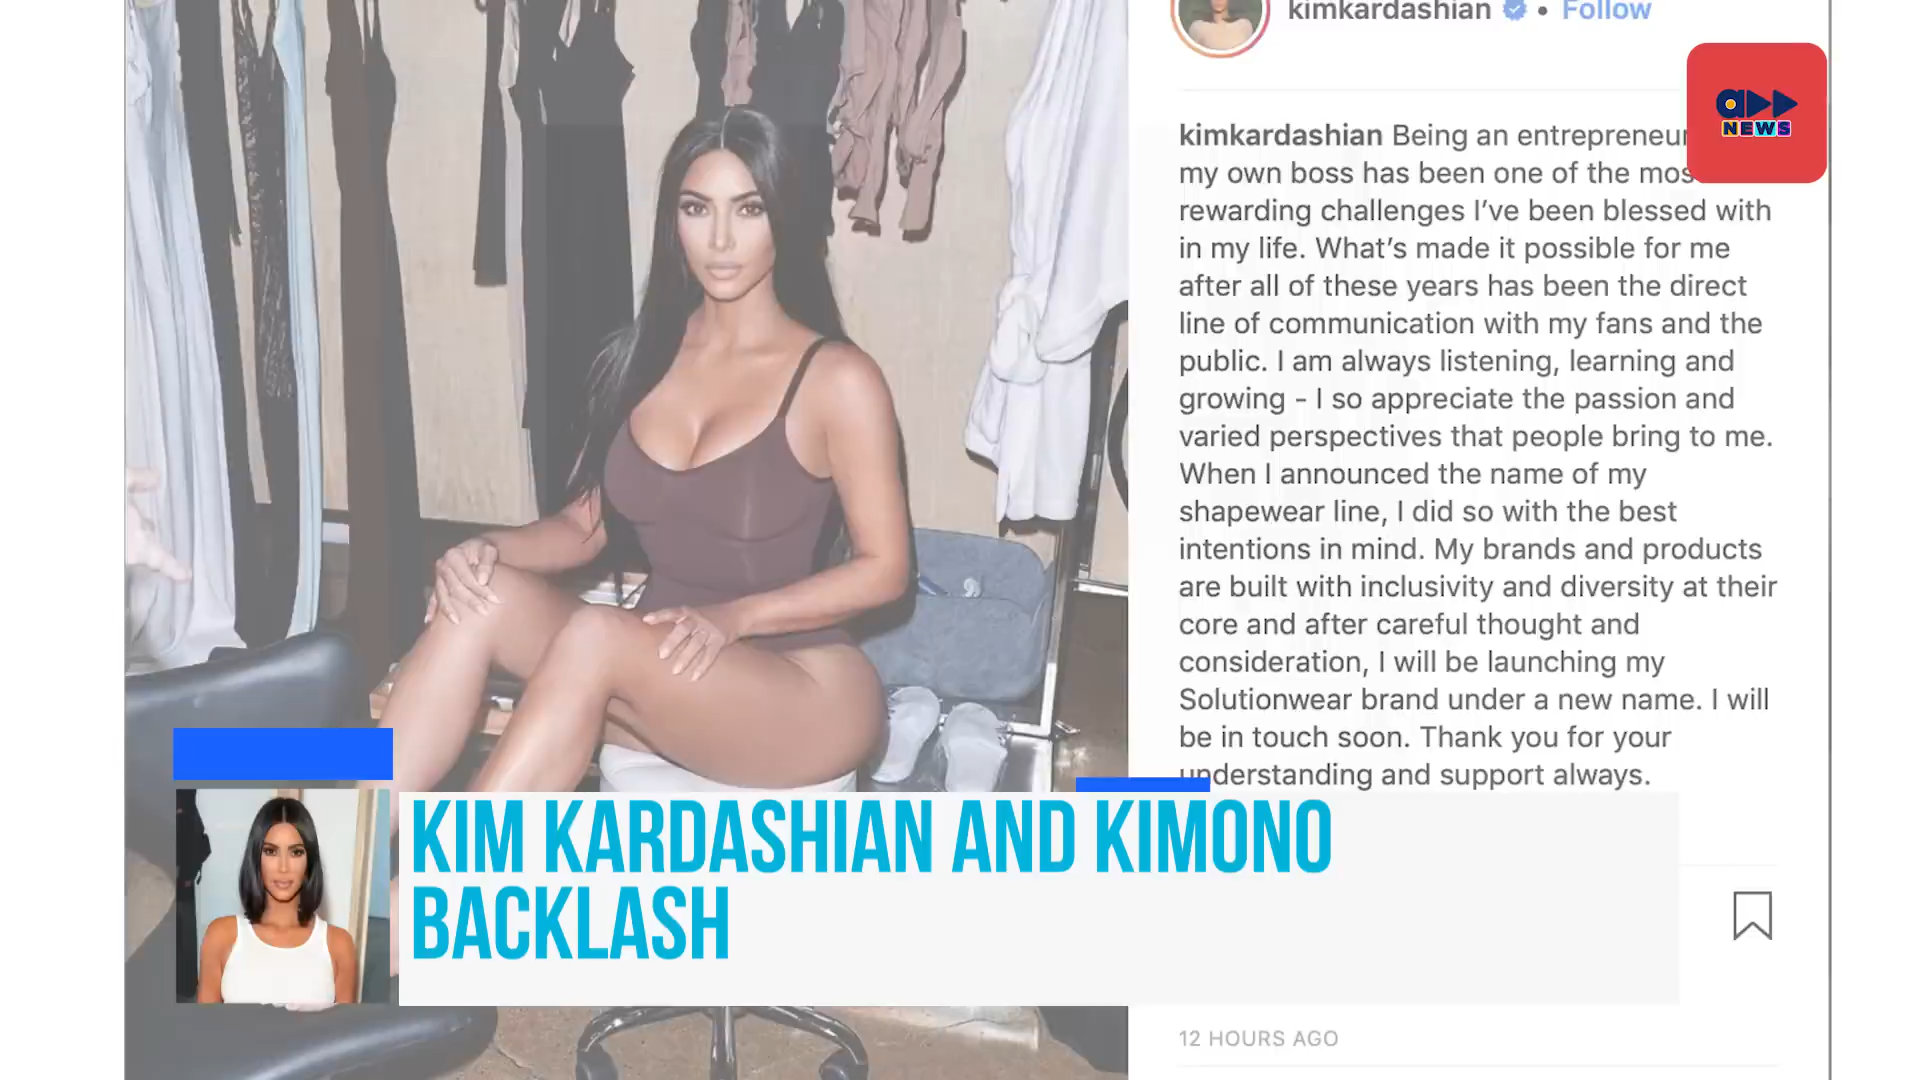 kimkardashian • Follow
NEWS
kimkardashian Being an entrepreneur
my own boss has been one of the most
rewarding challenges I've been blessed with
in my life. What's made it possible for me
after all of these years has been the direct
line of communication with my fans and the
public. I am always listening, learning and
growing - I so appreciate the passion and
varied perspectives that people bring to me.
When I announced the name of my
shapewear line, I did so with the best
intentions in mind. My brands and products
are built with inclusivity and diversity at their
core and after careful thought and
consideration, I will be launching my
Solutionwear brand under a new name. I will
be in touch soon. Thank you for your
understanding and support always.
KIM KARDASHIAN AND KIMONO
BACKLASH
12 HOURS AGO